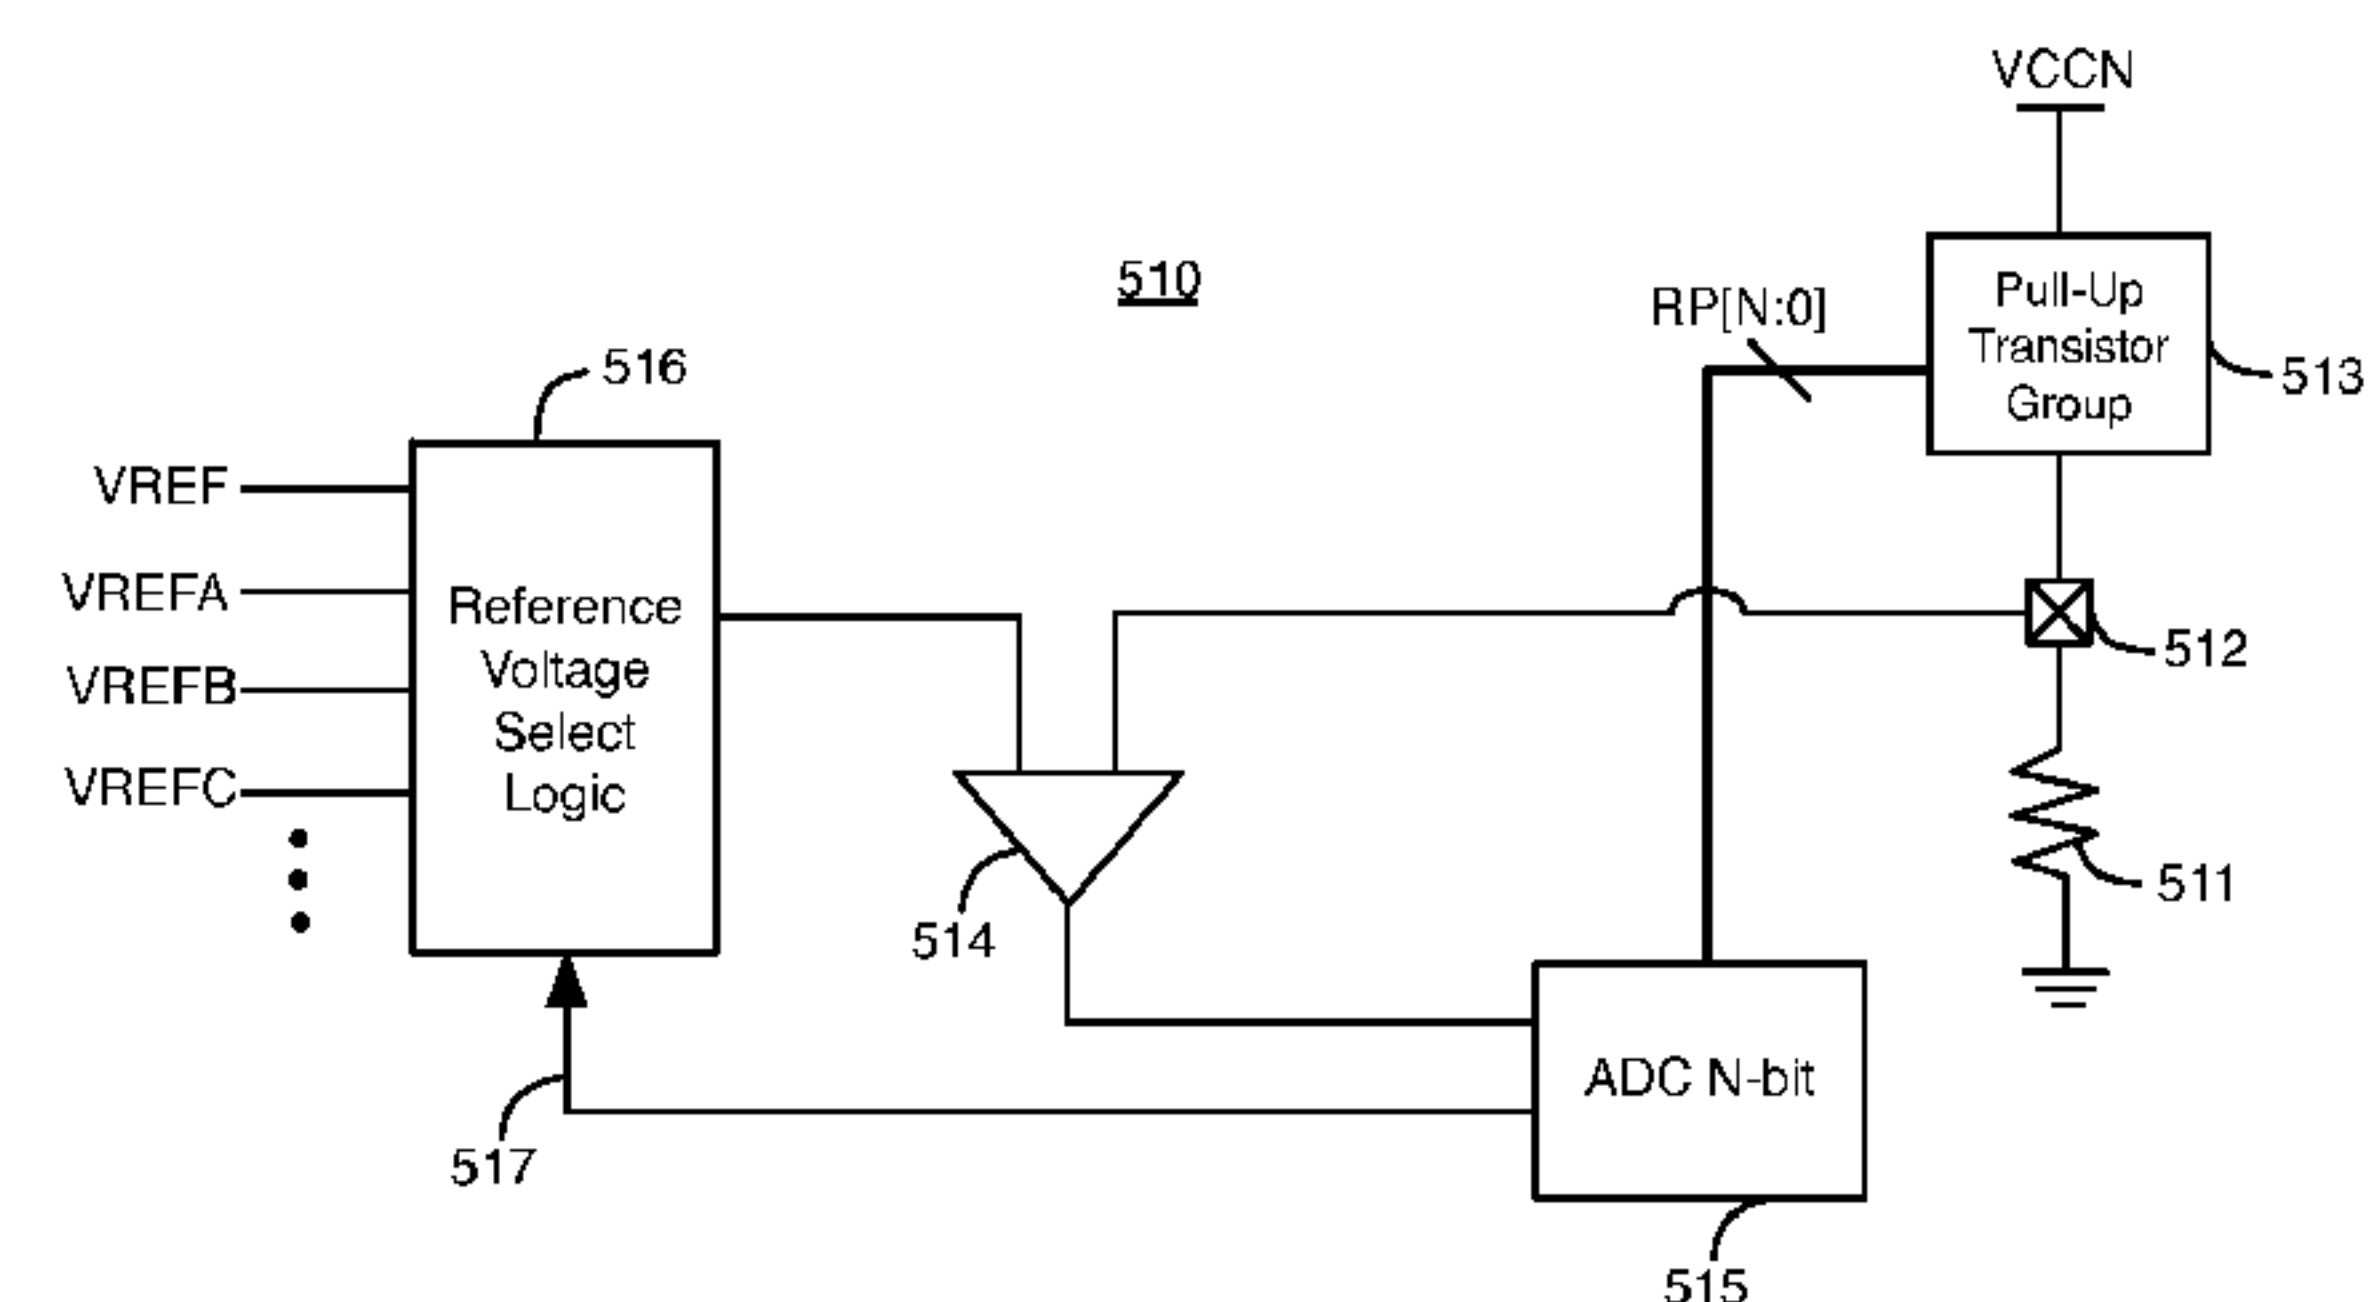 VCCN
510
RP[N:0]
Pull-Up
Transistor
Group
513
516
VREF
VREFA
VREFB
VREFC
Reference
Voltage
Select
Logic
512
511
514
ADC N-bit
517
515